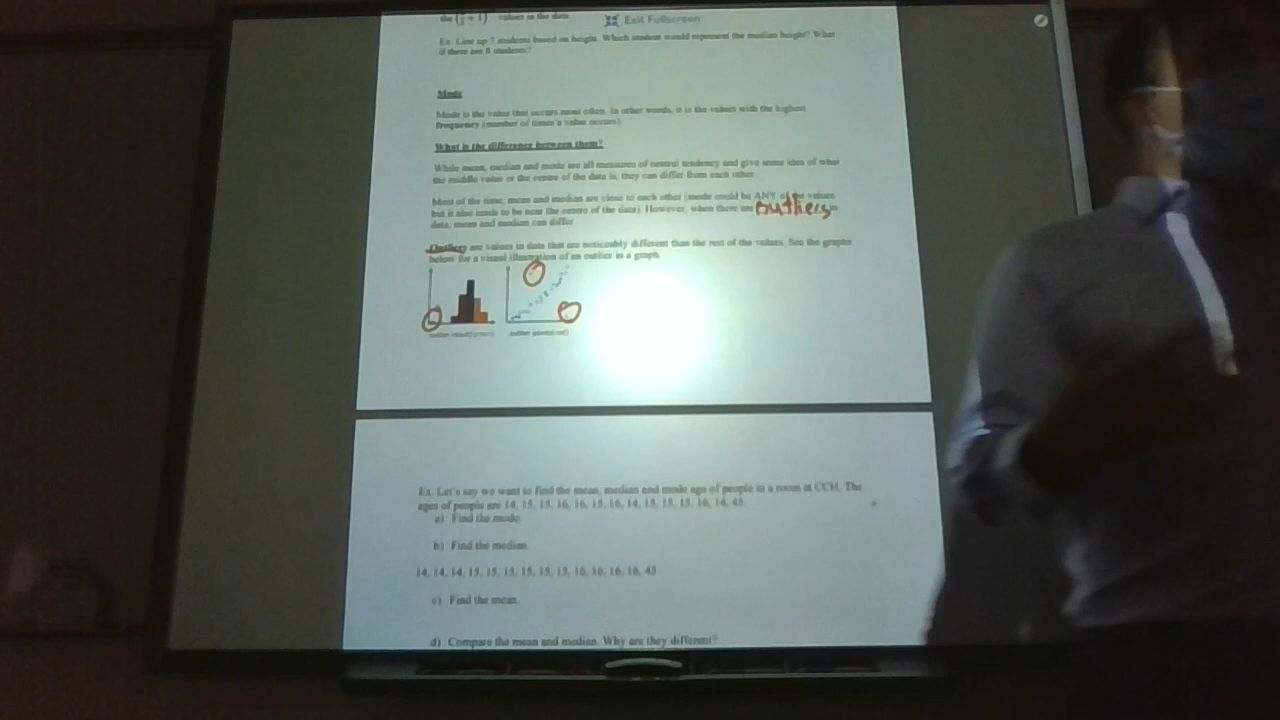 the (n/2 + 1) values in the data
Exit Fullscreen
Ex. Line up 7 students based on height. Which student would represent the median height? What
if there are 8 students?
Mode
Mode is the value that occurs most often. In other words, it is the values with the highest
frequency (number of times a value occurs)
What is the difference between them?
While mean, median and mode are all measures of central tendency and give some idea of what
the middle value or the centre of the data is, they can differ from each other.
Most of the time, mean and median are close to each other (mode could be ANY of the values
but it also tends to be near the centre of the data). However, when there are outliers in
data, mean and median can differ.
Outliers are values in data that are noticeably different than the rest of the values. See the graphs
below for a visual illustration of an outlier in a graph.
Ex. Let's say we want to find the mean, median and mode age of people in a room at CCH. The
ages of people are 14, 15, 15, 16, 16, 15, 16, 14, 15, 15, 15, 16, 14, 45.
a) Find the mode.
b) Find the median.
14, 14, 14, 15, 15, 15, 15, 15, 15, 16, 16, 16, 16, 45
c) Find the mean.
d) Compare the mean and median. Why are they different?